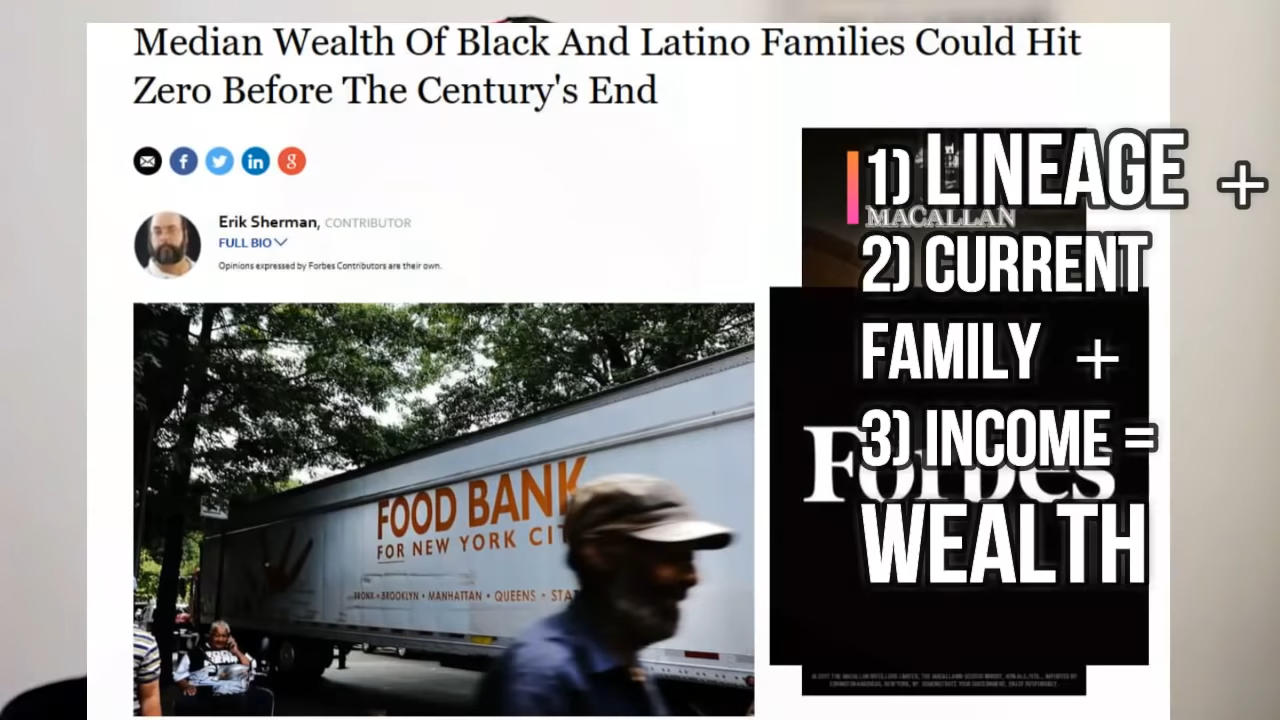 Median Wealth Of Black And Latino Families Could Hit
Zero Before The Century's End
Erik Sherman, CONTRIBUTOR
FULL BIO
Opinions expressed by Forbes Contributors are their own.
FOOD BANK
FOR NEW YORK CIT
BRONX • BROOKLYN • MANHATTAN • QUEENS • STA
1) LINEAGE +
MACALLAN
2) CURRENT
FAMILY +
3) INCOME =
Forbes
WEALTH